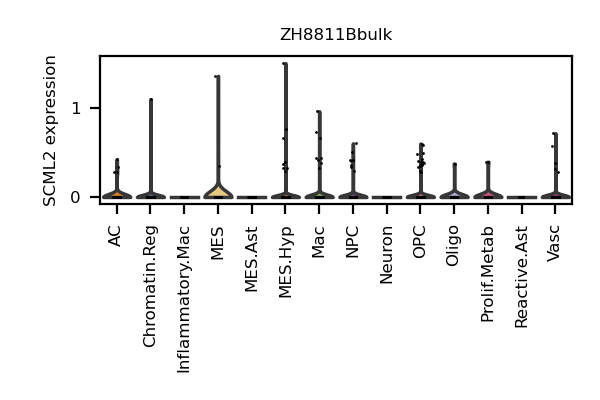 ZH8811Bbulk
SCML2 expression
1
0
AC
Chromatin.Reg
Inflammatory.Mac
MES
MES.Ast
MES.Hyp
Mac
NPC
Neuron
OPC
Oligo
Prolif.Metab
Reactive.Ast
Vasc